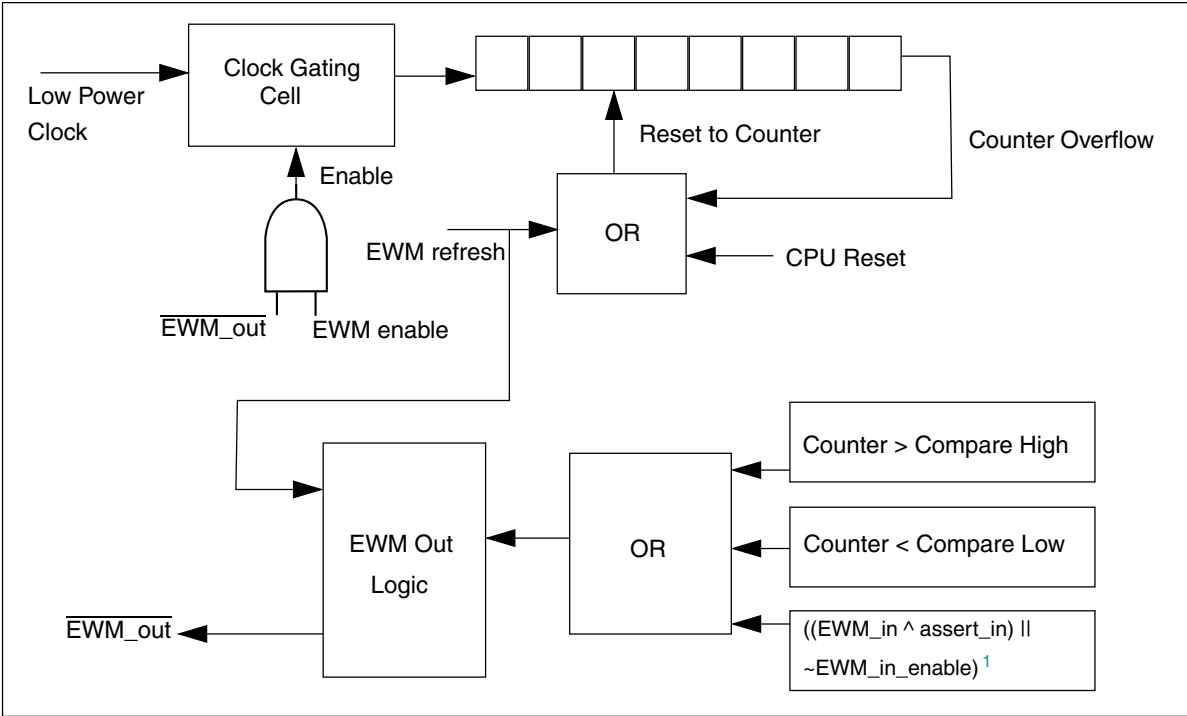 Clock Gating
Cell
Low Power
Clock
Enable
Reset to Counter
Counter Overflow
EWM refresh
OR
CPU Reset
EWM_out
EWM enable
Counter > Compare High
EWM Out
Logic
OR
Counter < Compare Low
EWM_out
((EWM_in ^ assert_in) ||
~EWM_in_enable) 1